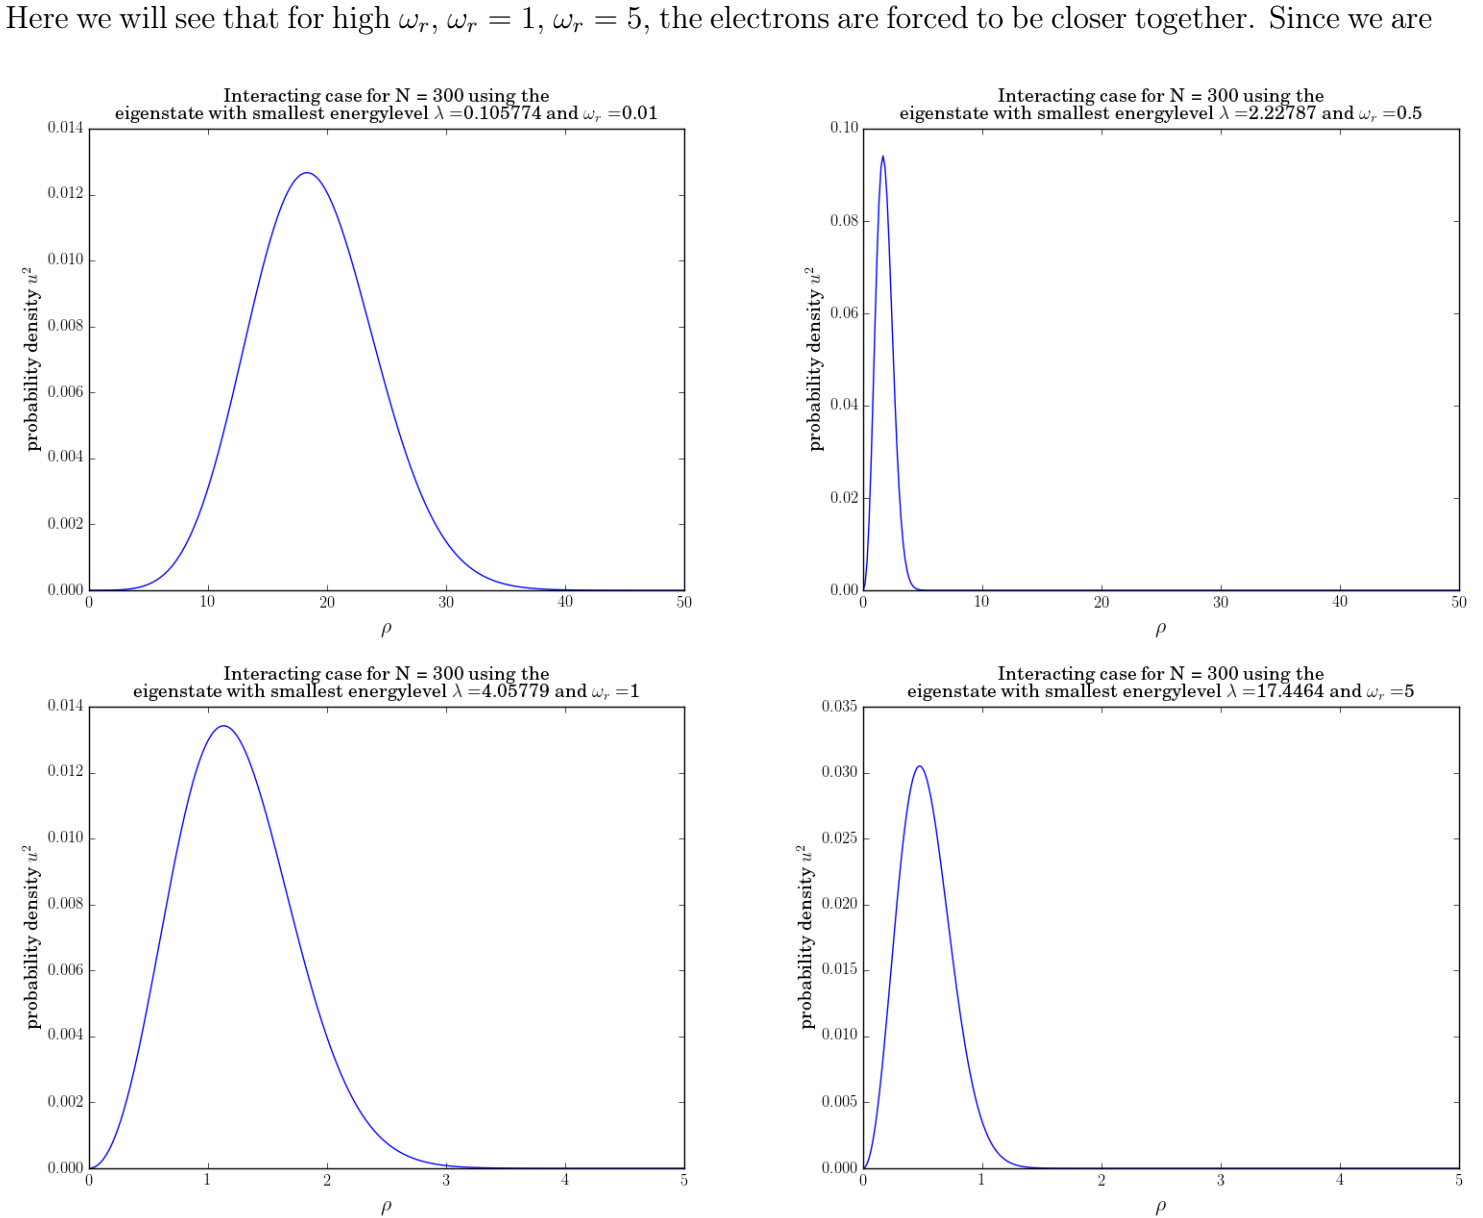 Here we will see that for high ωᵣ, ωᵣ = 1, ωᵣ = 5, the electrons are forced to be closer together. Since we are
Interacting case for N = 300 using the
eigenstate with smallest energylevel λ =0.105774 and ωᵣ =0.01
0.014
0.012
0.010
0.008
0.006
0.004
0.002
0.000
probability density u²
0 10 20 30 40 50
ρ
Interacting case for N = 300 using the
eigenstate with smallest energylevel λ =2.22787 and ωᵣ =0.5
0.10
0.08
0.06
0.04
0.02
0.00
probability density u²
0 10 20 30 40 50
ρ
Interacting case for N = 300 using the
eigenstate with smallest energylevel λ =4.05779 and ωᵣ =1
0.014
0.012
0.010
0.008
0.006
0.004
0.002
0.000
probability density u²
0 1 2 3 4 5
ρ
Interacting case for N = 300 using the
eigenstate with smallest energylevel λ =17.4464 and ωᵣ =5
0.035
0.030
0.025
0.020
0.015
0.010
0.005
0.000
probability density u²
0 1 2 3 4 5
ρ